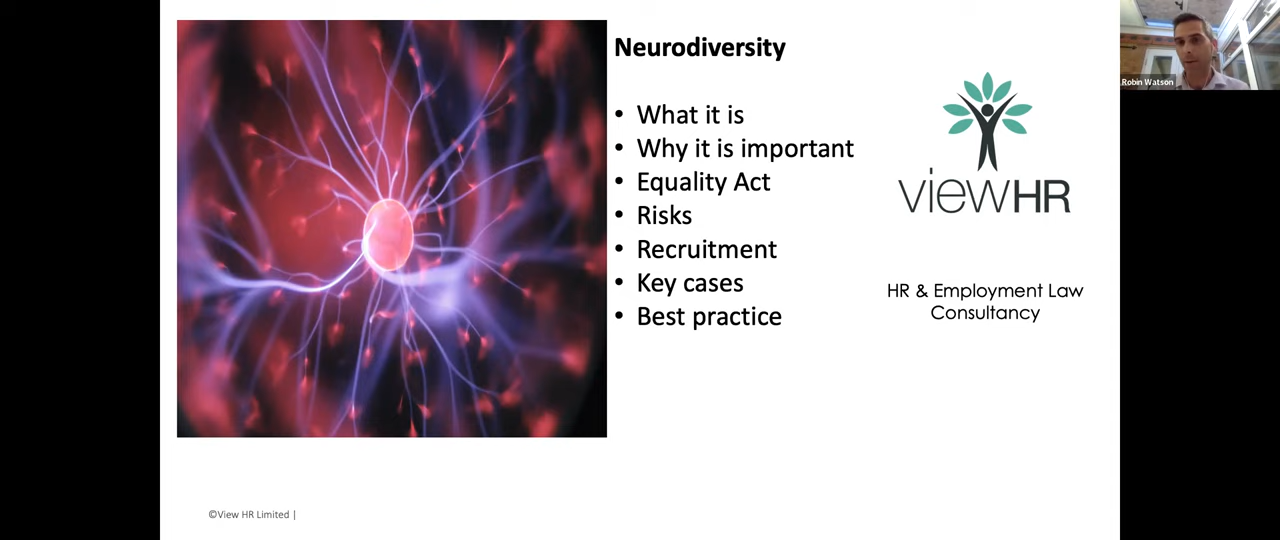 Neurodiversity
• What it is
• Why it is important
• Equality Act
• Risks
• Recruitment
• Key cases
• Best practice
viewHR
HR & Employment Law
Consultancy
Robin Watson
©View HR Limited |